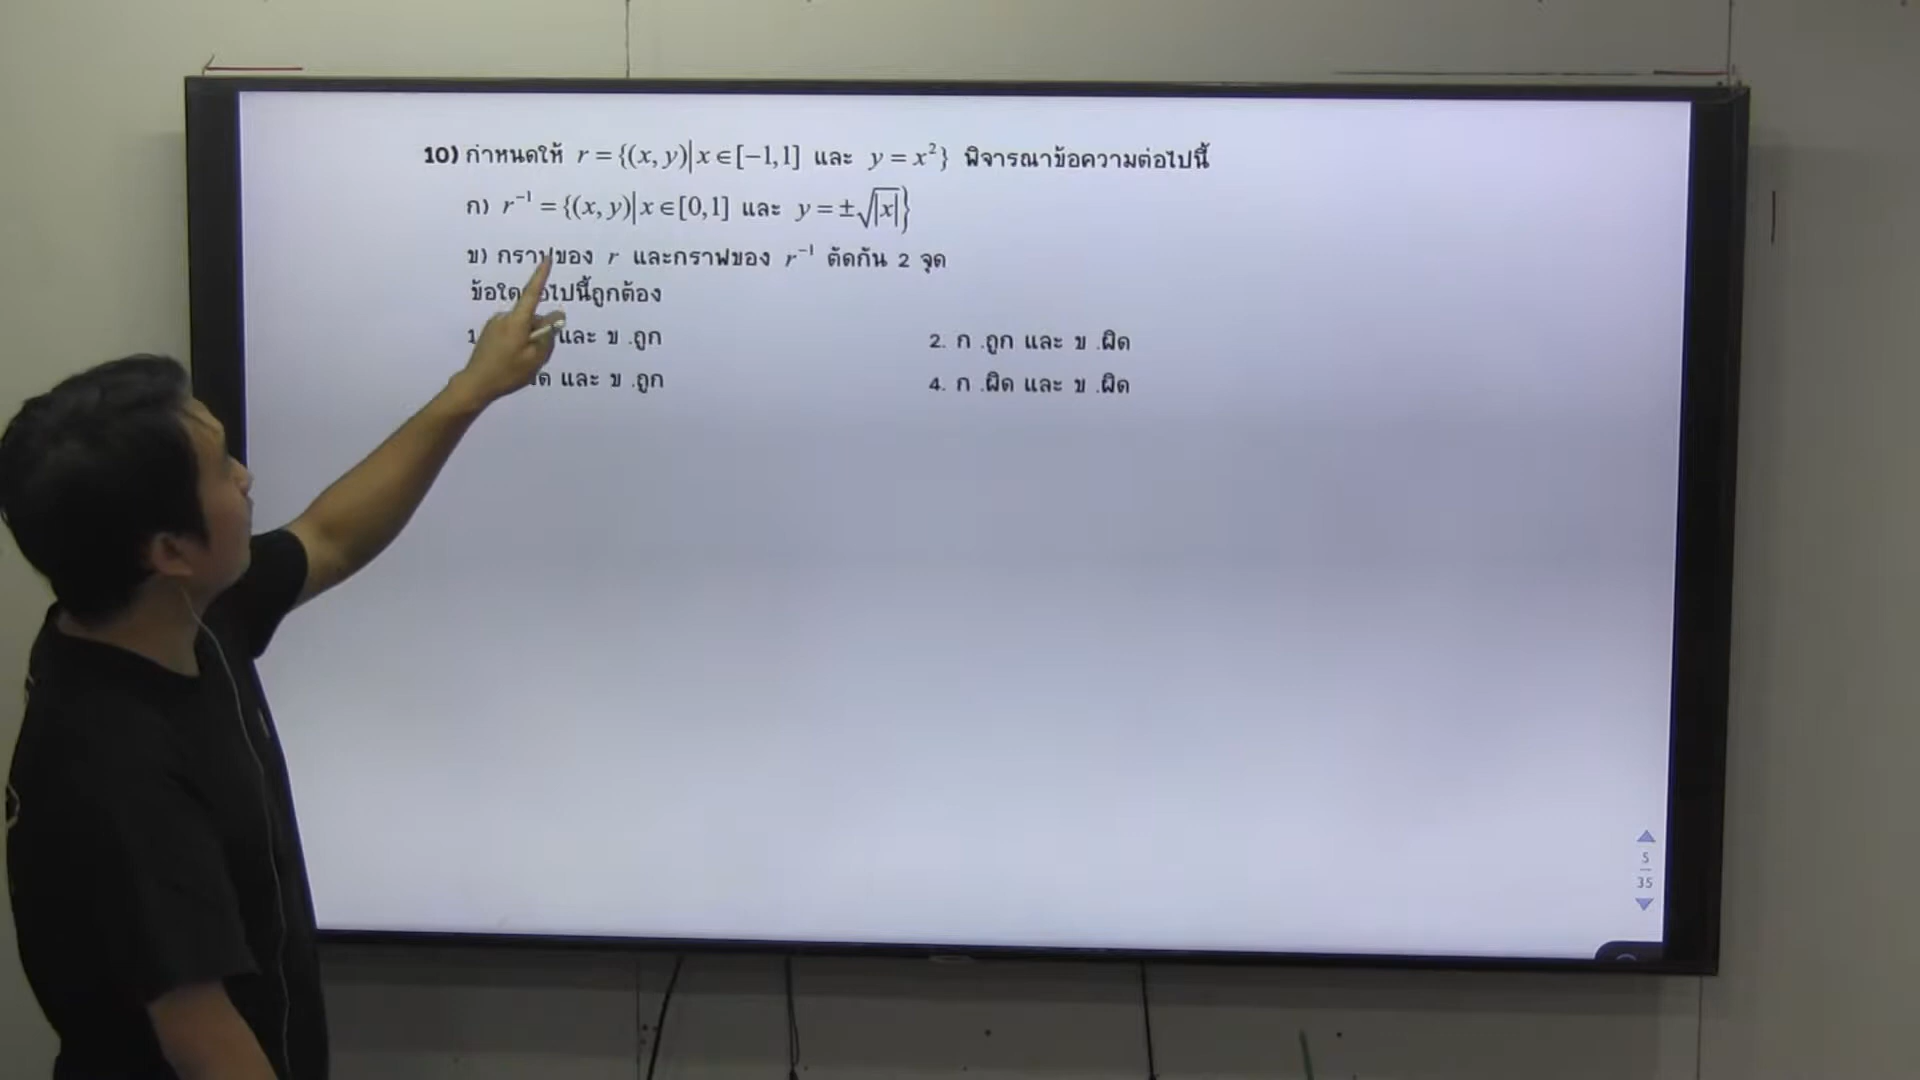 10) กำหนดให้ r = {(x, y)| x ∈ [−1, 1] และ y = x²} พิจารณาข้อความต่อไปนี้
ก) r⁻¹ = {(x, y)| x ∈ [0, 1] และ y = ±√|x|}
ข) กราฟของ r และกราฟของ r⁻¹ ตัดกัน 2 จุด
ข้อใดต่อไปนี้ถูกต้อง
1. และ ข .ถูก 2. ก .ถูก และ ข .ผิด
และ ข .ถูก 4. ก .ผิด และ ข .ผิด
5
35